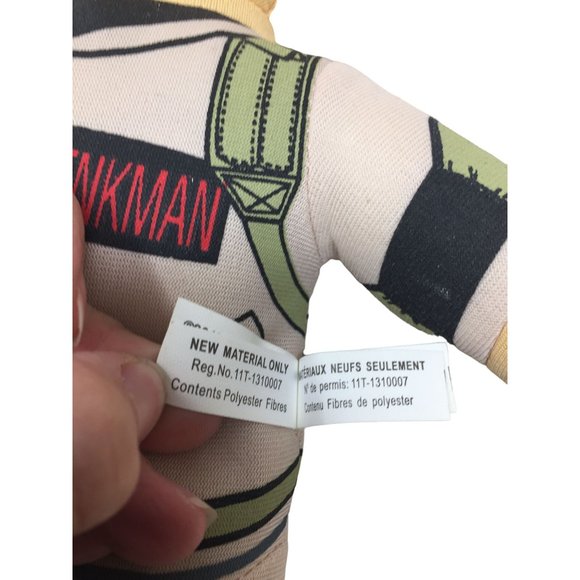 NKMAN
NEW MATERIAL ONLY
Reg.No.11T-1310007
Contents Polyester Fibres
TÉRIAUX NEUFS SEULEMENT
N° de permis: 11T-1310007
Contenu Fibres de polyester